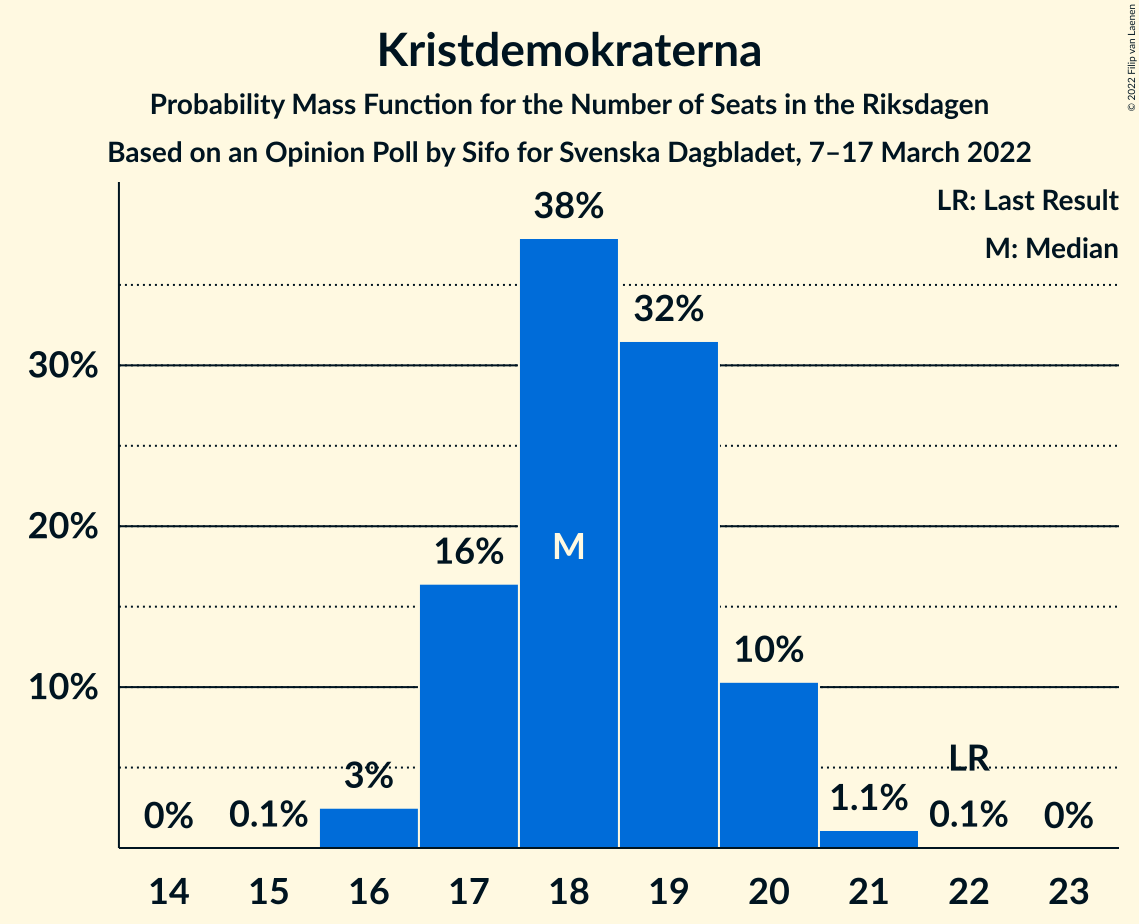 Kristdemokraterna
Probability Mass Function for the Number of Seats in the Riksdagen
Based on an Opinion Poll by Sifo for Svenska Dagbladet, 7–17 March 2022
© 2022 Filip van Laenen
LR: Last Result
M: Median
38%
32%
30%
20%
16%
M
10%
10%
LR
3%
1.1%
0%
0.1%
0.1%
0%
14 15 16 17 18 19 20 21 22 23